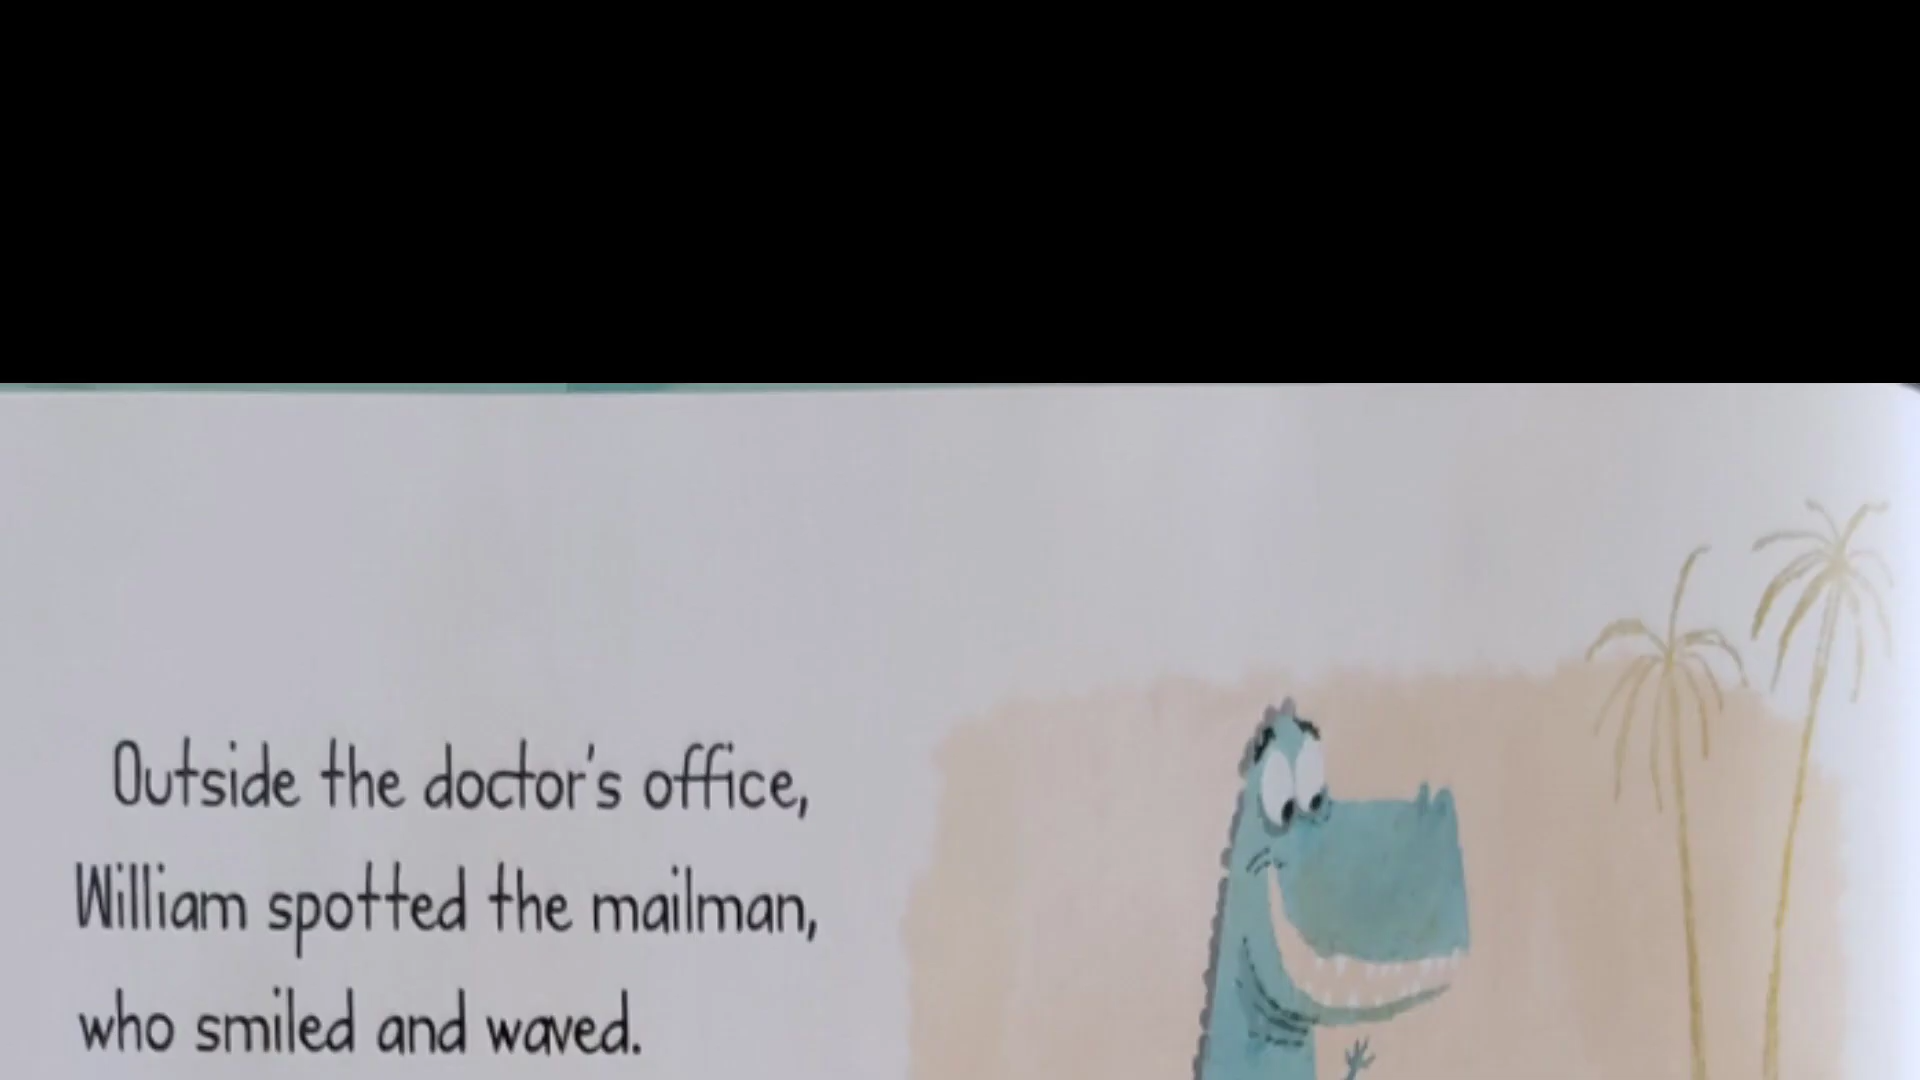 Outside the doctor's office,
William spotted the mailman,
who smiled and waved.